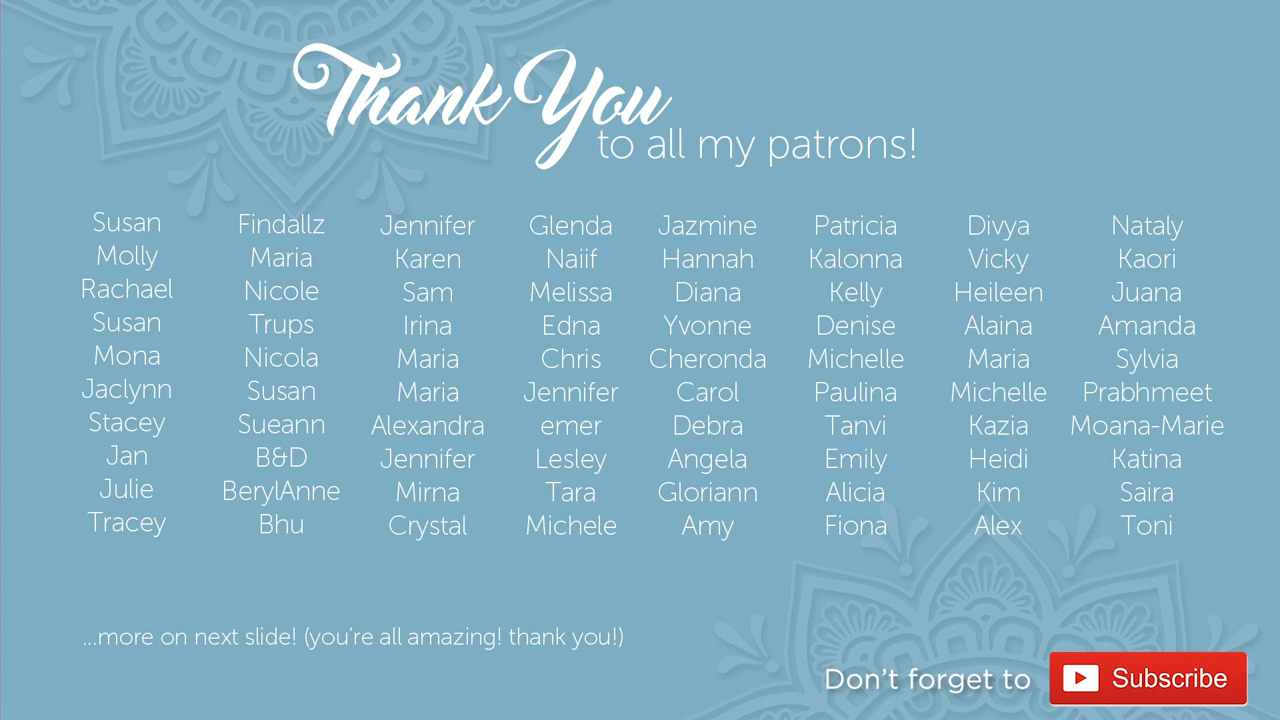 Thank You
to all my patrons!
Susan Findallz Jennifer Glenda Jazmine Patricia Divya Nataly
Molly Maria Karen Naiif Hannah Kalonna Vicky Kaori
Rachael Nicole Sam Melissa Diana Kelly Heileen Juana
Susan Trups Irina Edna Yvonne Denise Alaina Amanda
Mona Nicola Maria Chris Cheronda Michelle Maria Sylvia
Jaclynn Susan Maria Jennifer Carol Paulina Michelle Prabhmeet
Stacey Sueann Alexandra emer Debra Tanvi Kazia Moana-Marie
Jan B&D Jennifer Lesley Angela Emily Heidi Katina
Julie BerylAnne Mirna Tara Gloriann Alicia Kim Saira
Tracey Bhu Crystal Michele Amy Fiona Alex Toni
...more on next slide! (you're all amazing! thank you!)
Don't forget to Subscribe